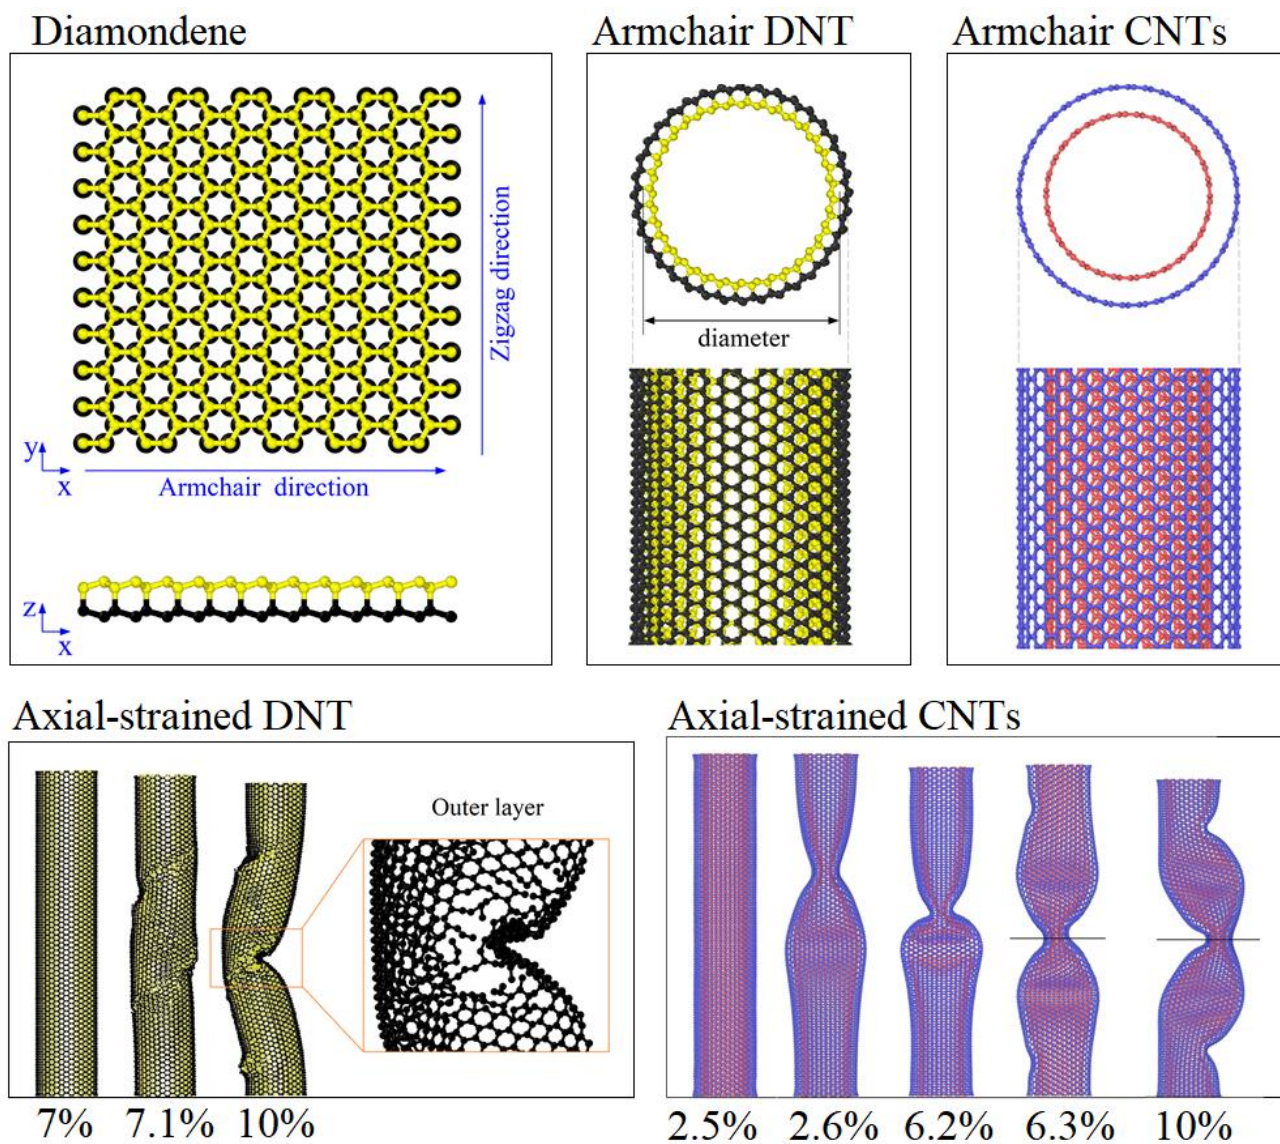 Diamondene
Armchair DNT
Armchair CNTs
Zigzag direction
y
x
Armchair direction
z
x
diameter
Axial-strained DNT
Axial-strained CNTs
Outer layer
7%
7.1%
10%
2.5%
2.6%
6.2%
6.3%
10%